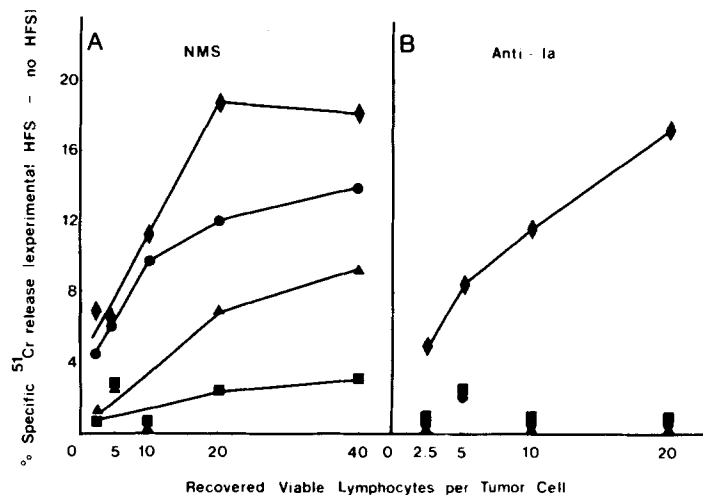 A
NMS
B
Anti - Ia
% Specific ⁵¹Cr release (experimental HFS - no HFS)
20
16
12
8
4
0 5 10 20 40
0 2.5 5 10 20
Recovered Viable Lymphocytes per Tumor Cell